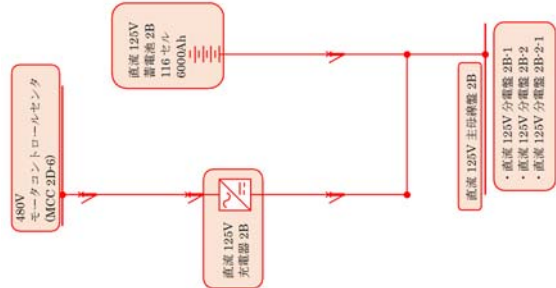 480V
モータコントロールセンタ
(MCC 2D-6)
直流 125V
蓄電池 2B
116 セル
6000Ah
直流 125V
充電器 2B
直流 125V 主母線盤 2B
・直流 125V 分電盤 2B-1
・直流 125V 分電盤 2B-2
・直流 125V 分電盤 2B-2-1